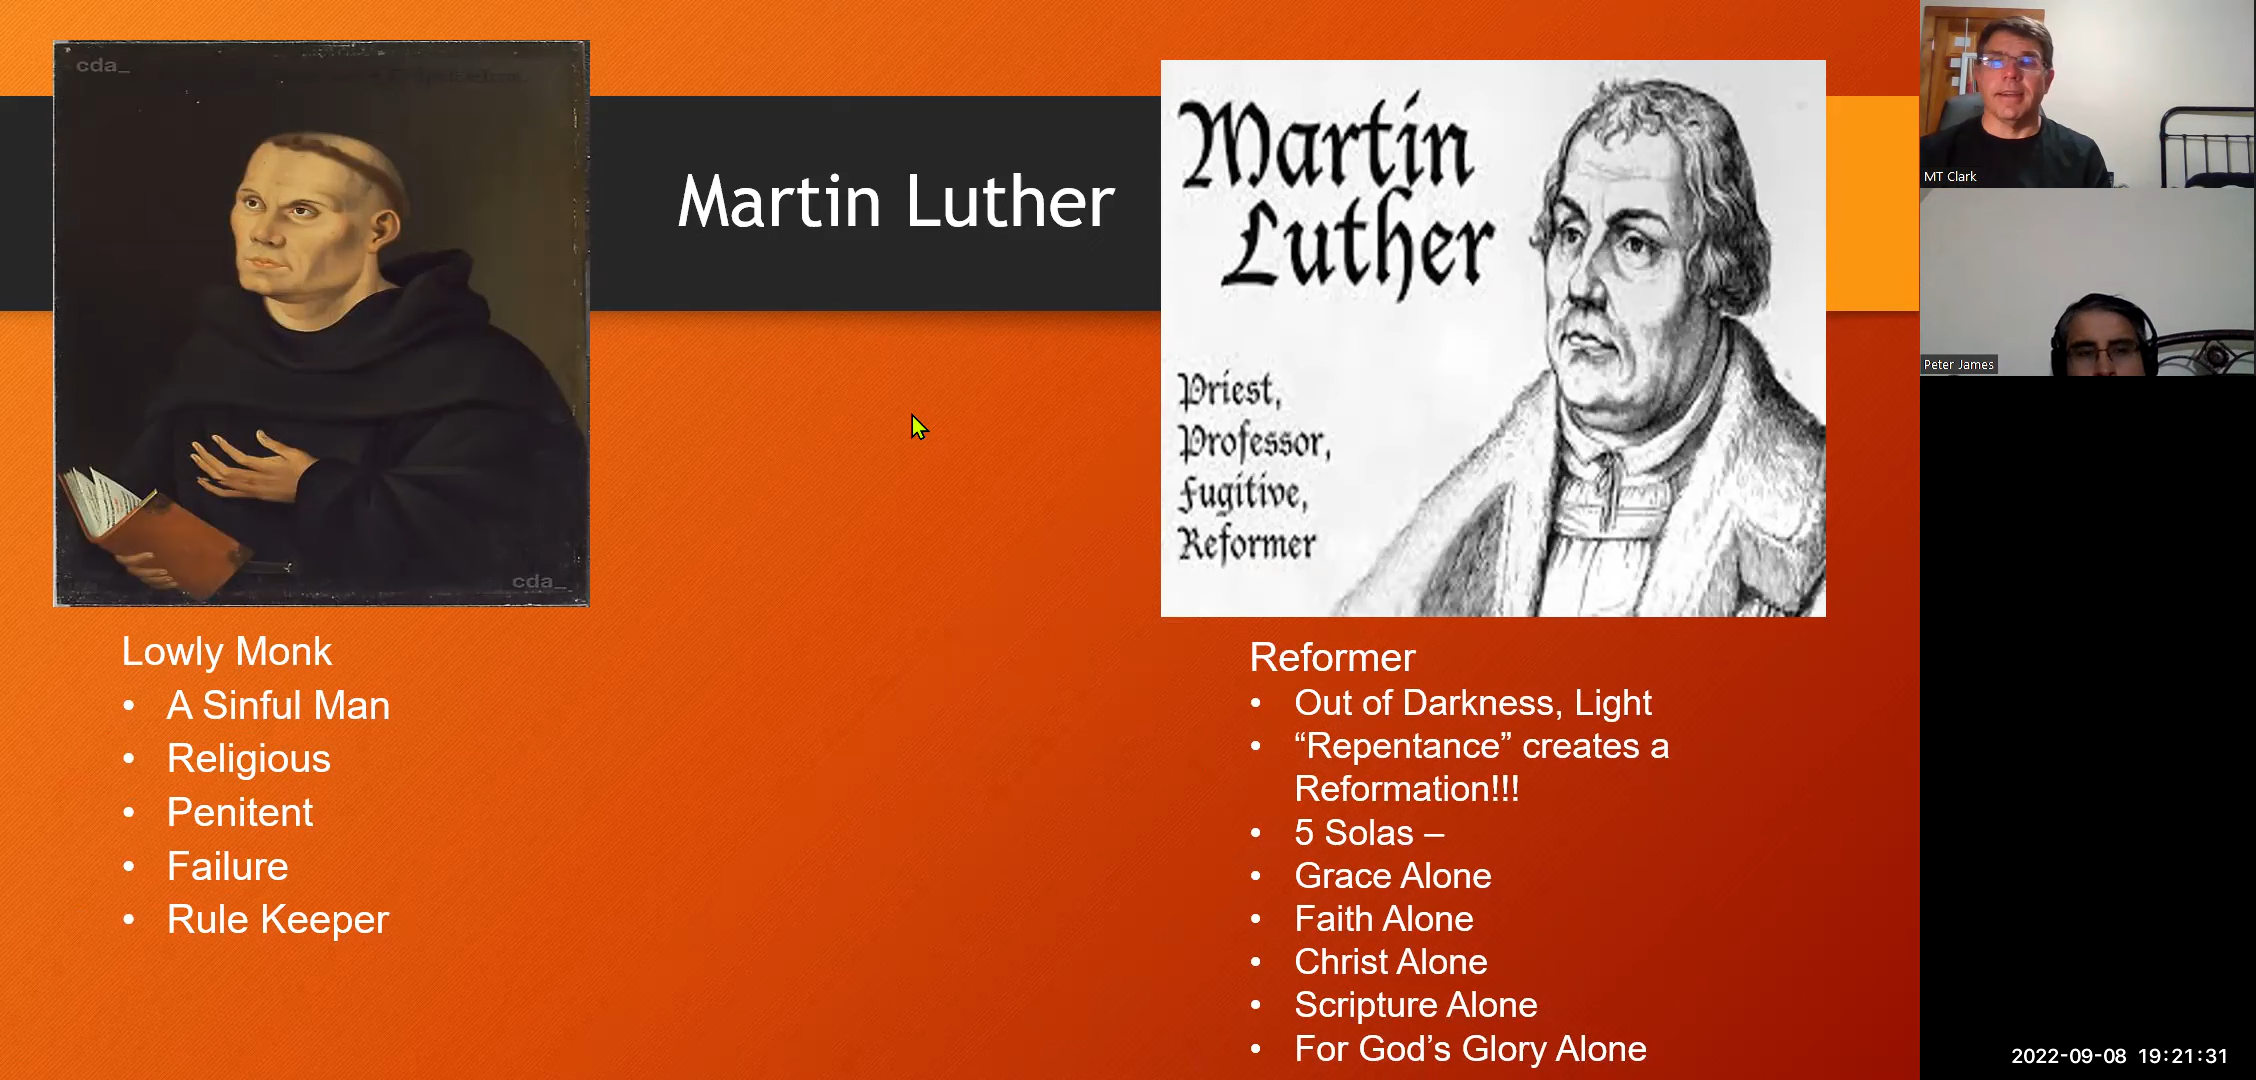 cda_
cda_
Martin Luther
Martin
Luther
Priest,
Professor,
Fugitive,
Reformer
Lowly Monk
• A Sinful Man
• Religious
• Penitent
• Failure
• Rule Keeper
Reformer
• Out of Darkness, Light
• “Repentance” creates a
Reformation!!!
• 5 Solas –
• Grace Alone
• Faith Alone
• Christ Alone
• Scripture Alone
• For God’s Glory Alone
MT Clark
Peter James
2022-09-08 19:21:31